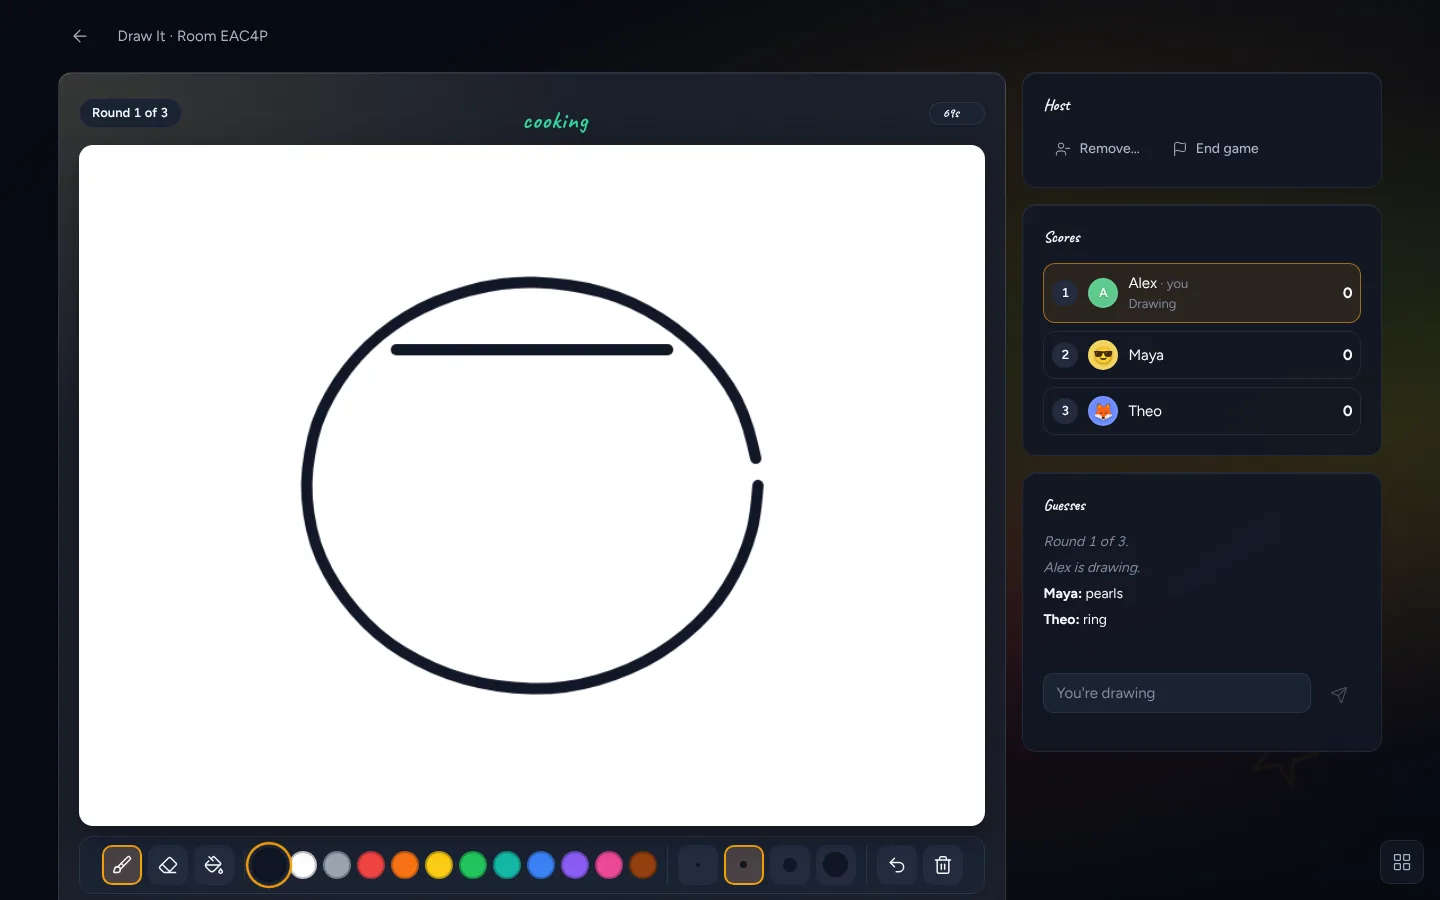 Draw It · Room EAC4P
Round 1 of 3
cooking
69s
Host
Remove...
End game
Scores
1
A
Alex · you
Drawing
0
2
Maya
0
3
Theo
0
Guesses
Round 1 of 3.
Alex is drawing.
Maya: pearls
Theo: ring
You're drawing